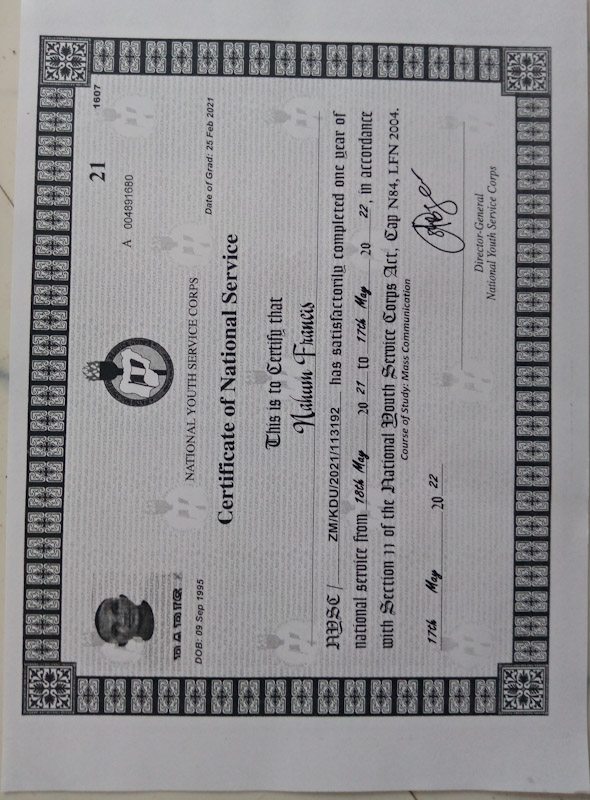 21 1607
A 004891680
NATIONAL YOUTH SERVICE CORPS
DOB: 09 Sep 1995
Date of Grad: 25 Feb 2021
Certificate of National Service
This is to Certify that
Nahum Francis
NYSC/ ZM/KDU/2021/113192 has satisfactorily completed one year of
national service from 18th May 20 21 to 17th May 20 22, in accordance
with Section 11 of the National Youth Service Corps Act, Cap N84, LFN 2004.
Course of Study: Mass Communication
17th May 20 22
Director-General
National Youth Service Corps